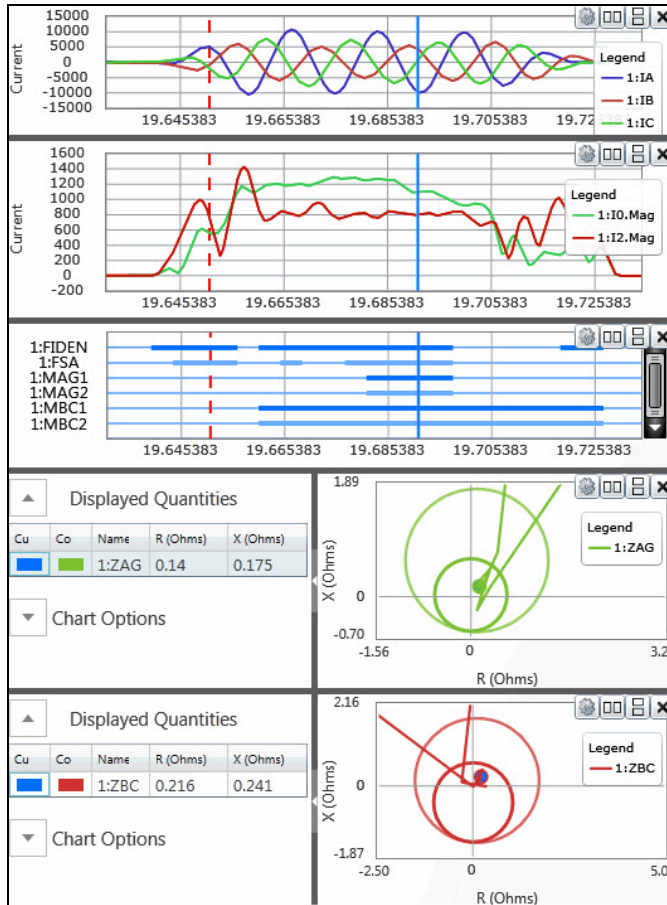 15000
10000
5000
0
-5000
-10000
-15000
Current
Legend
1:IA
1:IB
1:IC
19.645383 19.665383 19.685383 19.705383 19.725383
1600
1400
1200
1000
800
600
400
200
0
-200
Current
Legend
1:I0.Mag
1:I2.Mag
19.645383 19.665383 19.685383 19.705383 19.725383
1:FIDEN
1:FSA
1:MAG1
1:MAG2
1:MBC1
1:MBC2
19.645383 19.665383 19.685383 19.705383 19.725383
Displayed Quantities
Cu Co Name R (Ohms) X (Ohms)
1:ZAG 0.14 0.175
Chart Options
1.89
0
-0.70
X (Ohms)
-1.56 0 3.2
R (Ohms)
Legend
1:ZAG
Displayed Quantities
Cu Co Name R (Ohms) X (Ohms)
1:ZBC 0.216 0.241
Chart Options
2.16
0
-1.87
X (Ohms)
-2.50 0 5.0
R (Ohms)
Legend
1:ZBC